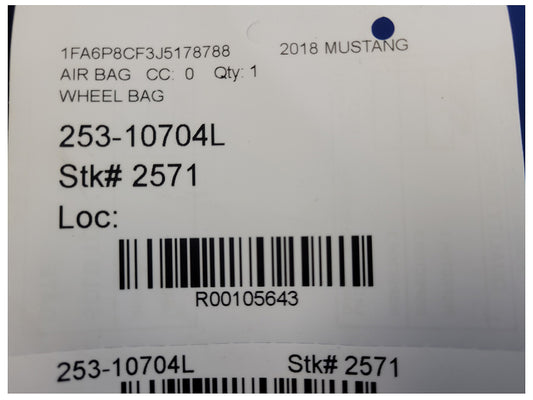 1FA6P8CF3J5178788 2018 MUSTANG
AIR BAG CC: 0 Qty: 1
WHEEL BAG
253-10704L
Stk# 2571
Loc:
R00105643
253-10704L Stk# 2571